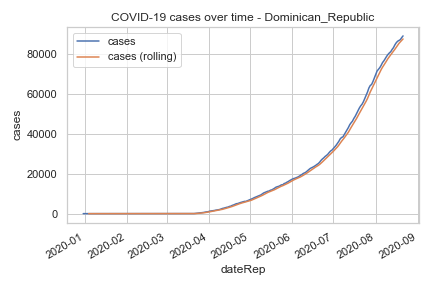 COVID-19 cases over time - Dominican_Republic
cases
cases (rolling)
80000
60000
40000
20000
0
cases
2020-01
2020-02
2020-03
2020-04
2020-05
2020-06
2020-07
2020-08
2020-09
dateRep